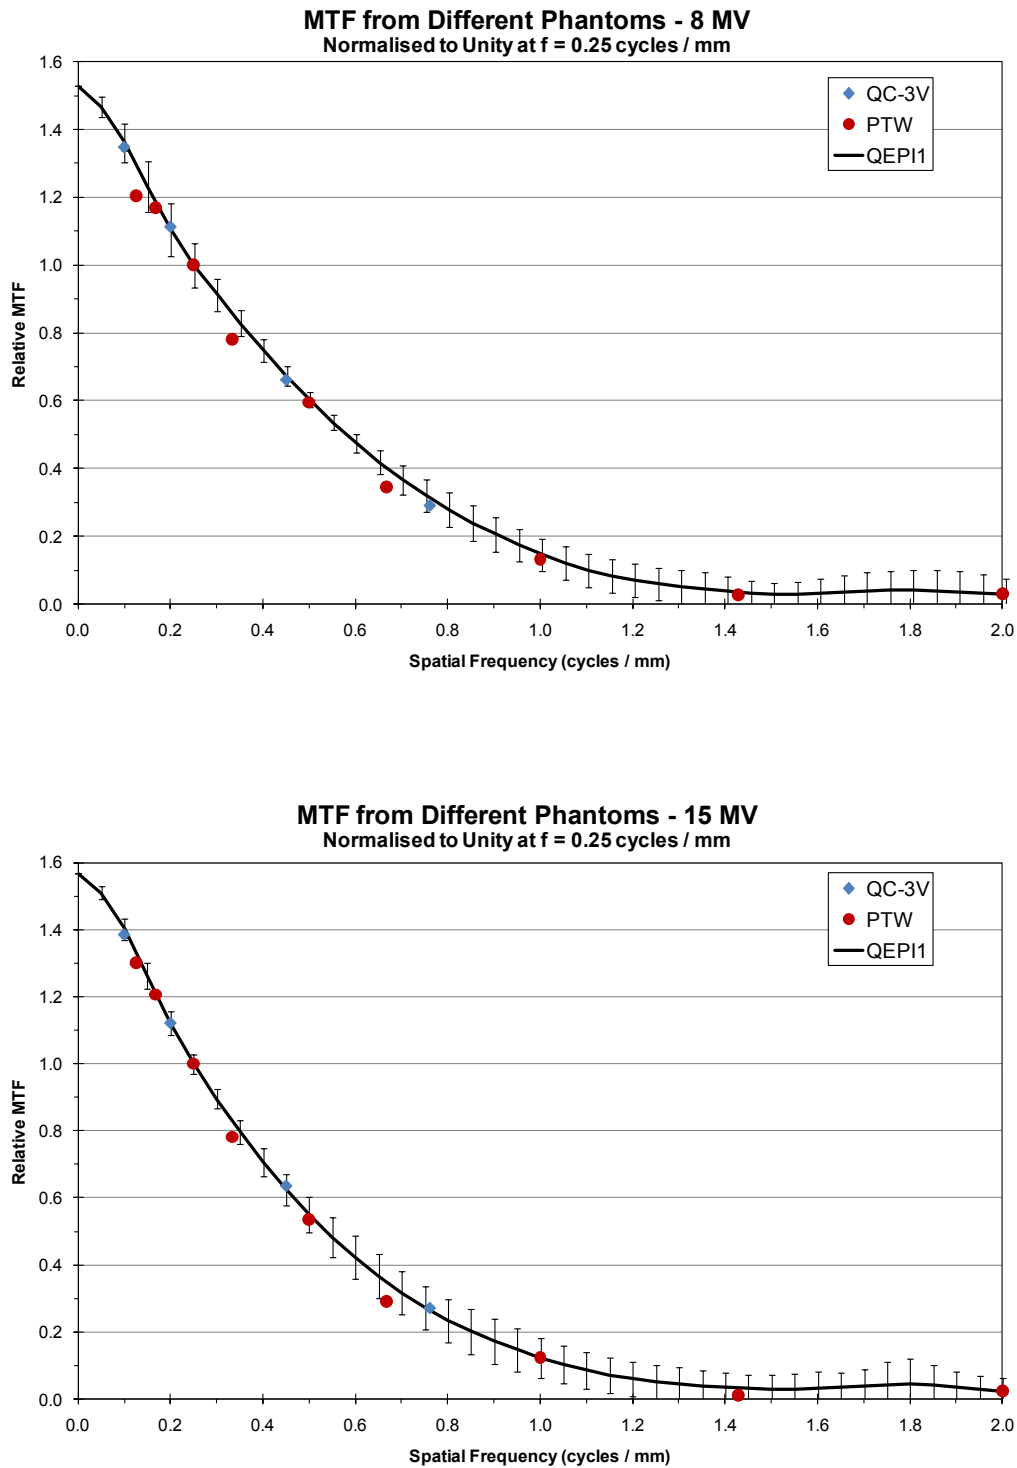 MTF from Different Phantoms - 8 MV
Normalised to Unity at f = 0.25 cycles / mm
1.6
1.4
1.2
1.0
0.8
0.6
0.4
0.2
0.0
Relative MTF
QC-3V
PTW
QEPI1
0.0 0.2 0.4 0.6 0.8 1.0 1.2 1.4 1.6 1.8 2.0
Spatial Frequency (cycles / mm)
MTF from Different Phantoms - 15 MV
Normalised to Unity at f = 0.25 cycles / mm
1.6
1.4
1.2
1.0
0.8
0.6
0.4
0.2
0.0
Relative MTF
QC-3V
PTW
QEPI1
0.0 0.2 0.4 0.6 0.8 1.0 1.2 1.4 1.6 1.8 2.0
Spatial Frequency (cycles / mm)